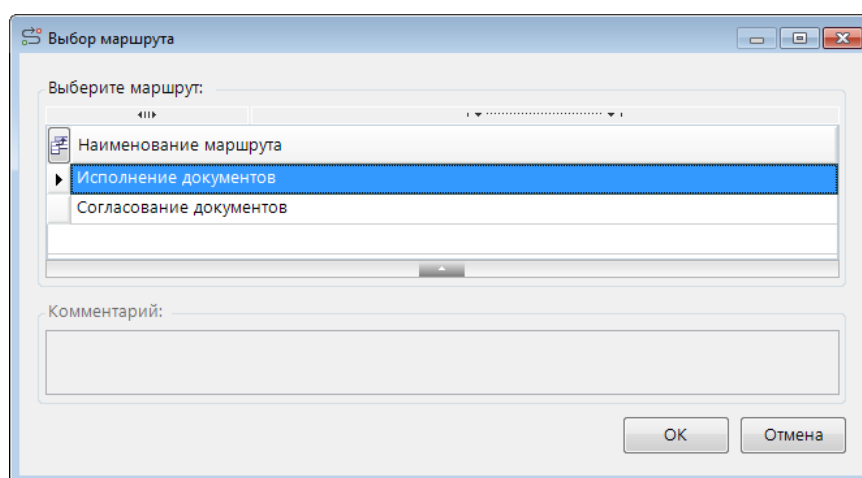 Выбор маршрута
Выберите маршрут:
Наименование маршрута
Исполнение документов
Согласование документов
Комментарий:
OK
Отмена